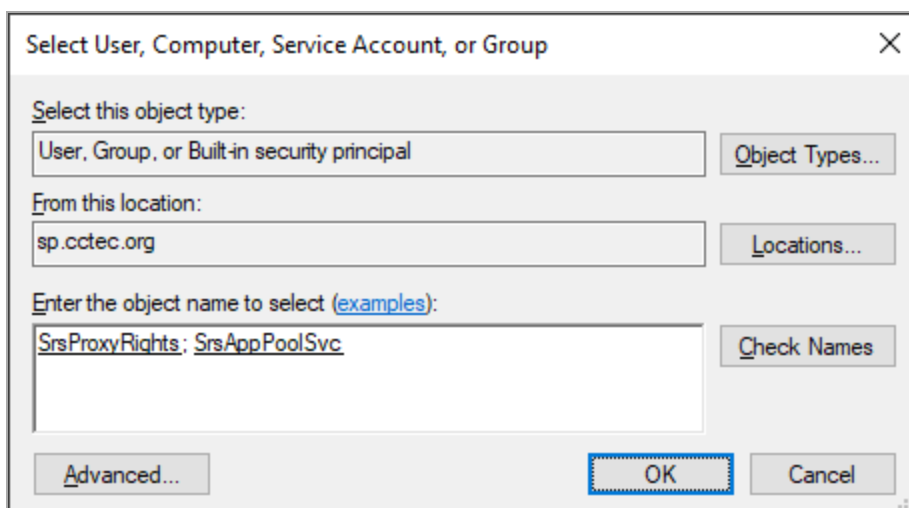 Select User, Computer, Service Account, or Group
Select this object type:
User, Group, or Built-in security principal
Object Types...
From this location:
sp.cctec.org
Locations...
Enter the object name to select (examples):
SrsProxyRights; SrsAppPoolSvc
Check Names
Advanced...
OK
Cancel